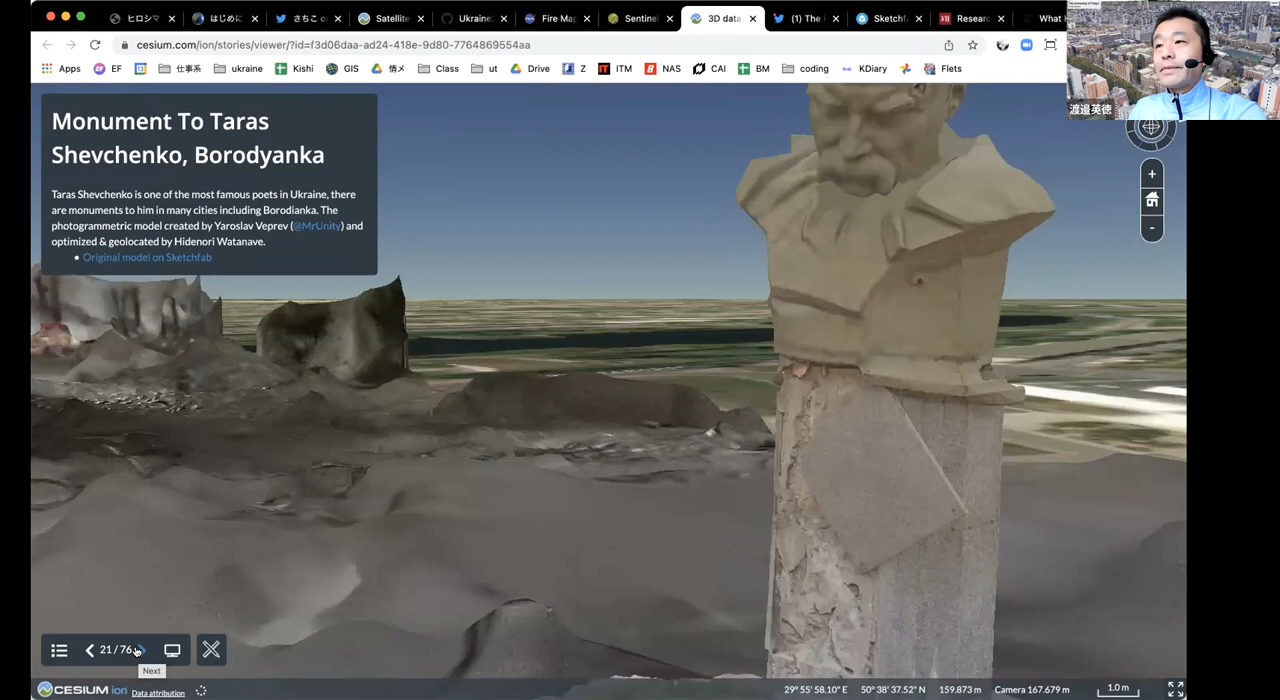 ヒロシマ
はじめに
さちこ o
Satellite
Ukraine
Fire Ma
Sentinel
3D data
(1) The
Sketchf
Researc
What
cesium.com/ion/stories/viewer/?id=f3d06daa-ad24-418e-9d80-7764869554aa
Apps
EF
仕事系
ukraine
Kishi
GIS
情メ
Class
ut
Drive
Z
ITM
NAS
CAI
BM
coding
KDiary
Flets
渡邉英徳
Monument To Taras
Shevchenko, Borodyanka
Taras Shevchenko is one of the most famous poets in Ukraine, there
are monuments to him in many cities including Borodianka. The
photogrammetric model created by Yaroslav Veprev (@MrUnity) and
optimized & geolocated by Hidenori Watanave.
• Original model on Sketchfab
+
-
21 / 76
Next
CESIUM ion
Data attribution
29° 55' 58.10" E 50° 38' 37.52" N 159.873 m Camera 167.679 m
1.0 m